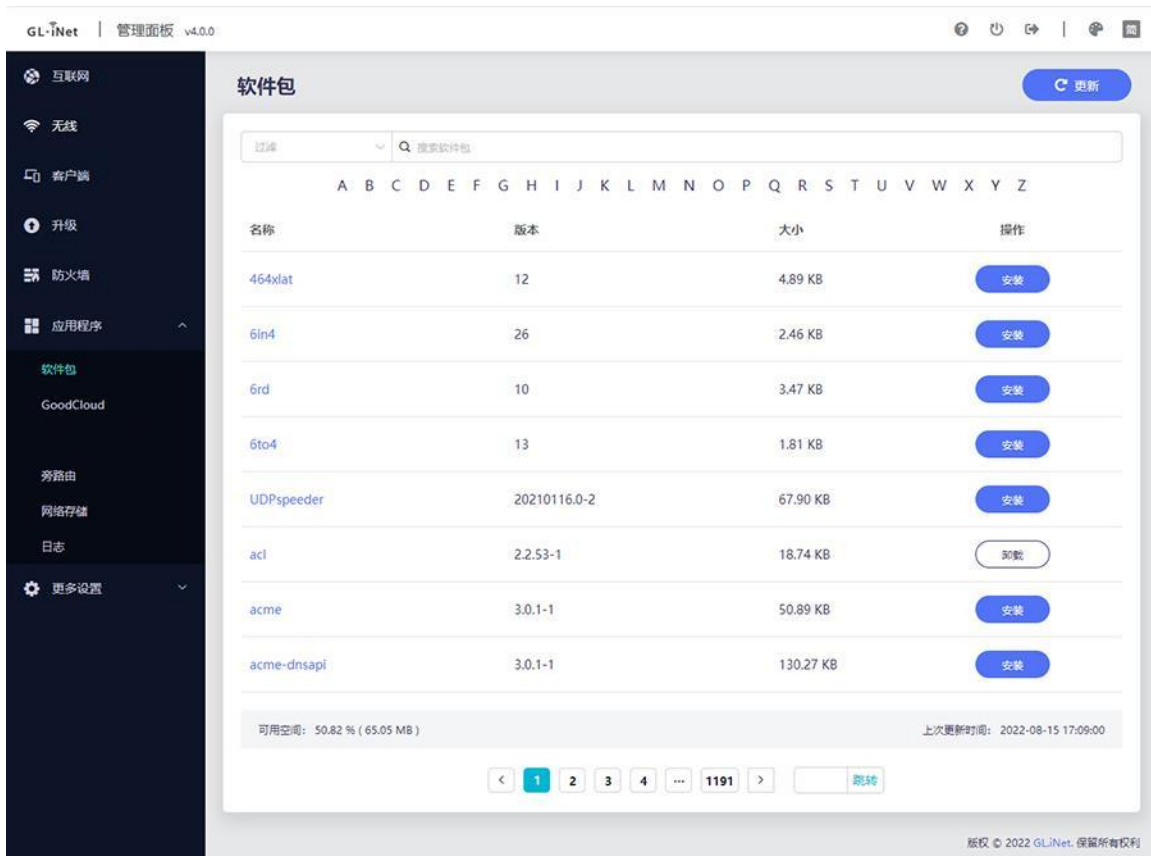 GL·iNet | 管理面板 v4.0.0
简
互联网
无线
客户端
升级
防火墙
应用程序
软件包
GoodCloud
旁路由
网络存储
日志
更多设置
软件包
更新
过滤 搜索软件包
A B C D E F G H I J K L M N O P Q R S T U V W X Y Z
名称 版本 大小 操作
464xlat 12 4.89 KB 安装
6in4 26 2.46 KB 安装
6rd 10 3.47 KB 安装
6to4 13 1.81 KB 安装
UDPspeeder 20210116.0-2 67.90 KB 安装
acl 2.2.53-1 18.74 KB 卸载
acme 3.0.1-1 50.89 KB 安装
acme-dnsapi 3.0.1-1 130.27 KB 安装
可用空间: 50.82 % ( 65.05 MB ) 上次更新时间: 2022-08-15 17:09:00
< 1 2 3 4 ··· 1191 > 跳转
版权 © 2022 GL.iNet. 保留所有权利